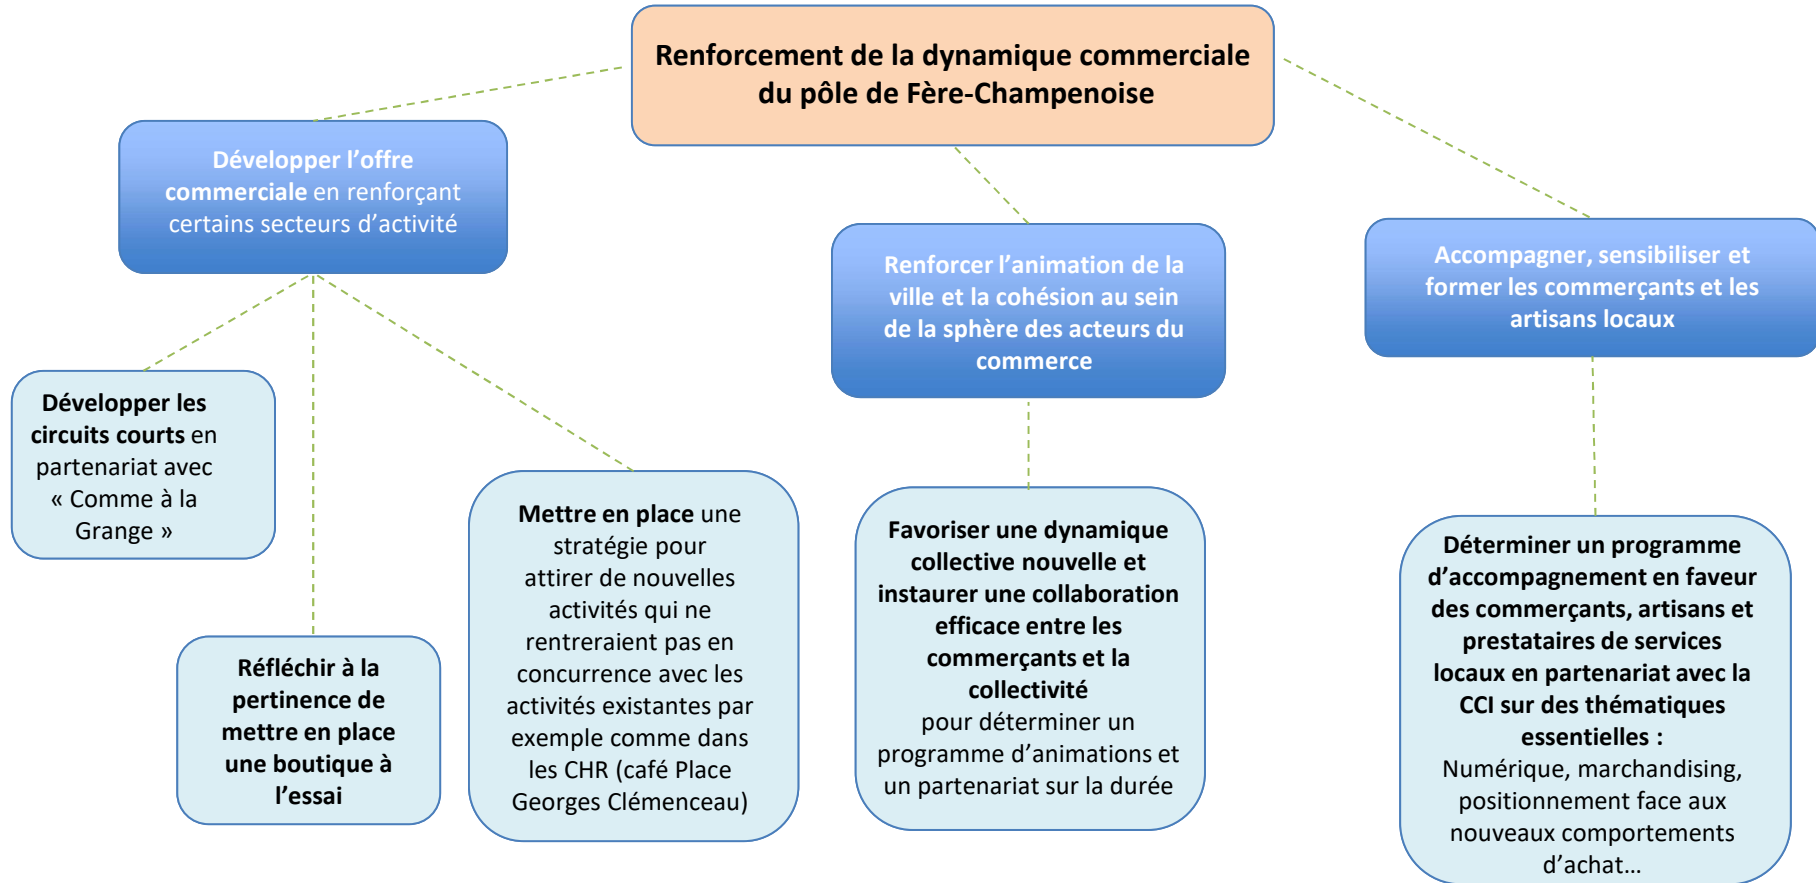 Renforcement de la dynamique commerciale
du pôle de Fère-Champenoise
Développer l’offre
commerciale en renforçant
certains secteurs d’activité
Renforcer l’animation de la
ville et la cohésion au sein
de la sphère des acteurs du
commerce
Accompagner, sensibiliser et
former les commerçants et les
artisans locaux
Développer les
circuits courts en
partenariat avec
« Comme à la
Grange »
Réfléchir à la
pertinence de
mettre en place
une boutique à
l’essai
Mettre en place une
stratégie pour
attirer de nouvelles
activités qui ne
rentreraient pas en
concurrence avec les
activités existantes par
exemple comme dans
les CHR (café Place
Georges Clémenceau)
Favoriser une dynamique
collective nouvelle et
instaurer une collaboration
efficace entre les
commerçants et la
collectivité
pour déterminer un
programme d’animations et
un partenariat sur la durée
Déterminer un programme
d’accompagnement en faveur
des commerçants, artisans et
prestataires de services
locaux en partenariat avec la
CCI sur des thématiques
essentielles :
Numérique, marchandising,
positionnement face aux
nouveaux comportements
d’achat…